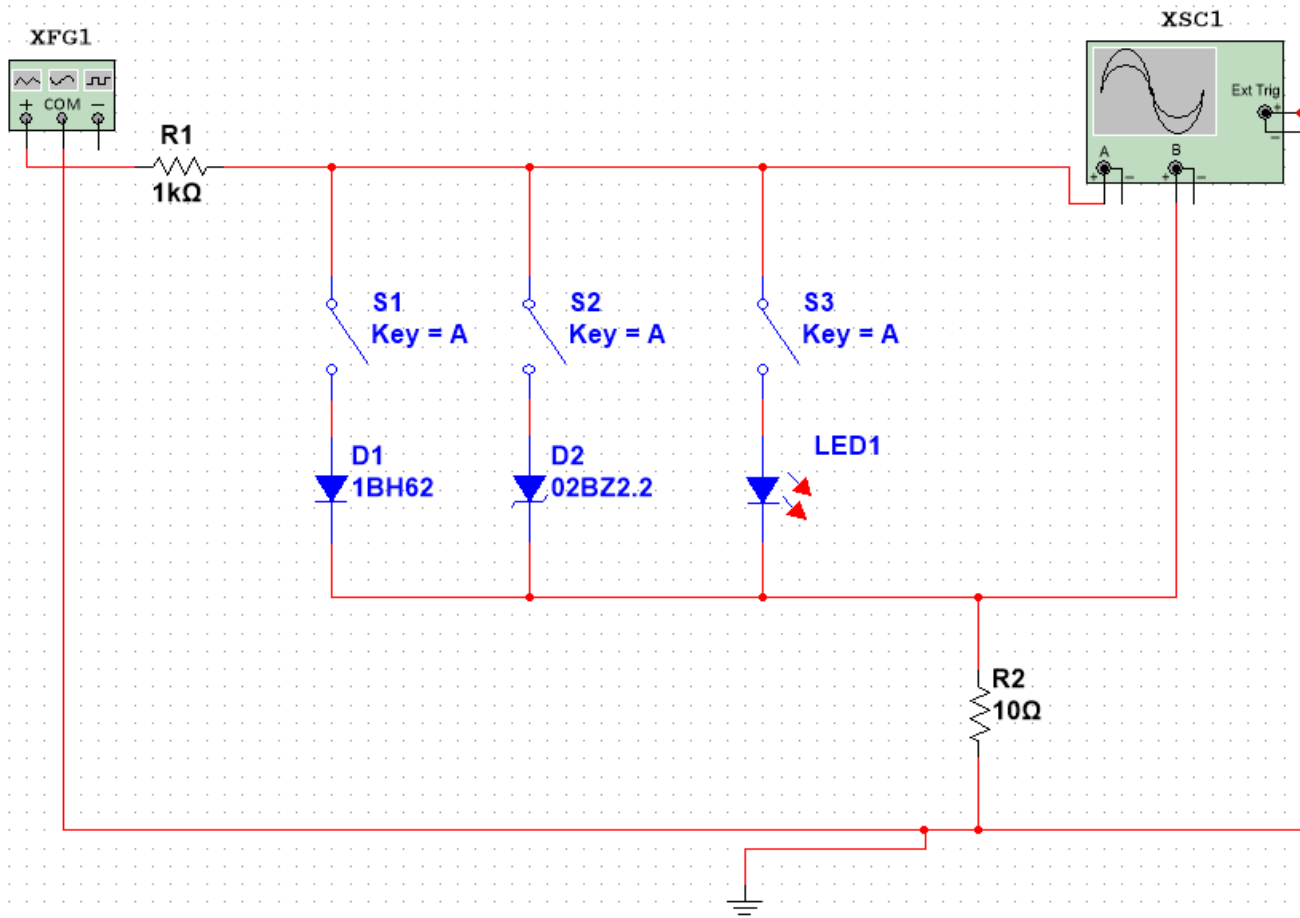 XFG1
+ COM −
R1
1kΩ
XSC1
Ext Trig
+
−
A
B
+ −
+ −
S1
Key = A
S2
Key = A
S3
Key = A
D1
1BH62
D2
02BZ2.2
LED1
R2
10Ω